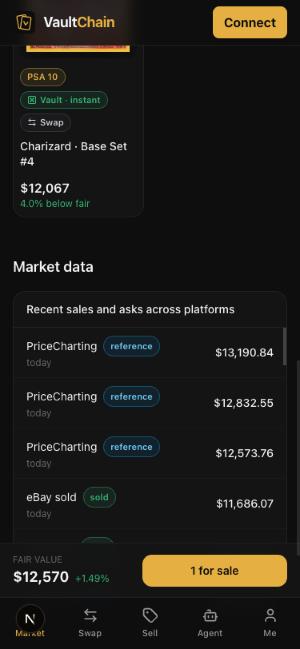 VaultChain
Connect
PSA 10
Vault · instant
Swap
Charizard · Base Set
#4
$12,067
4.0% below fair
Market data
Recent sales and asks across platforms
PriceCharting reference
today
$13,190.84
PriceCharting reference
today
$12,832.55
PriceCharting reference
today
$12,573.76
eBay sold sold
today
$11,686.07
FAIR VALUE
$12,570 +1.49%
1 for sale
N
Market
Swap
Sell
Agent
Me